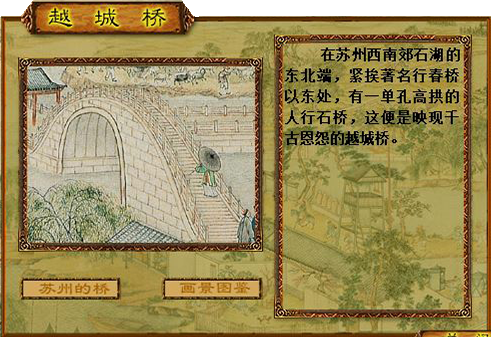 越城桥
在苏州西南郊石湖的
东北端，紧挨著名行春桥
以东处，有一单孔高拱的
人行石桥，这便是映现千
古恩怨的越城桥。
苏州的桥
画景图鉴